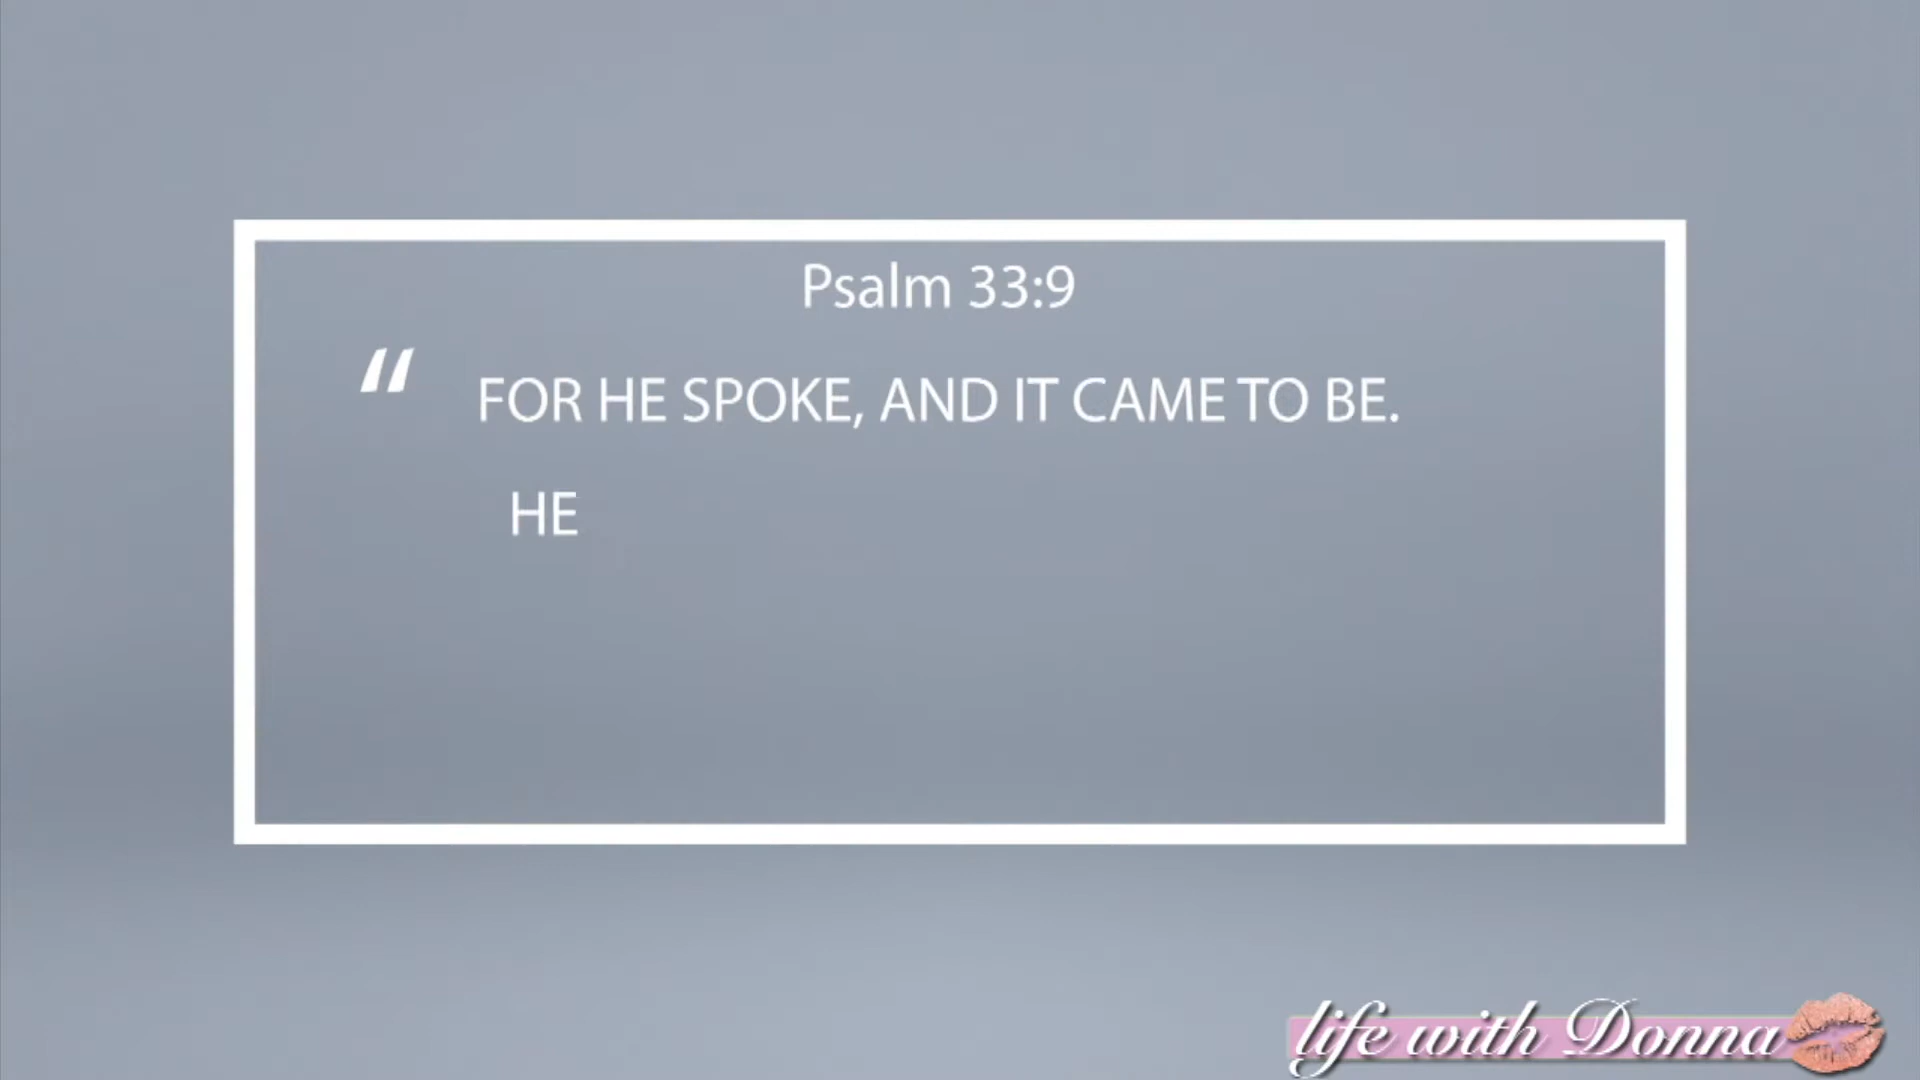 Psalm 33:9
“ FOR HE SPOKE, AND IT CAME TO BE.
HE
life with Donna